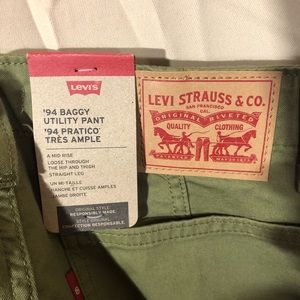 Levi's
'94 BAGGY
UTILITY PANT
'94 PRATICO
TRÈS AMPLE
A MID RISE
LOOSE THROUGH
THE HIP AND THIGH
STRAIGHT LEG
UN MI-TAILLE
HANCHE ET CUISSE AMPLES
JAMBE DROITE
ORIGINAL STYLE
RESPONSIBLY MADE.
STYLE ORIGINAL
CONFECTION RESPONSABLE.
LEVI STRAUSS & CO.
SAN FRANCISCO
CAL.
ORIGINAL RIVETED
QUALITY CLOTHING